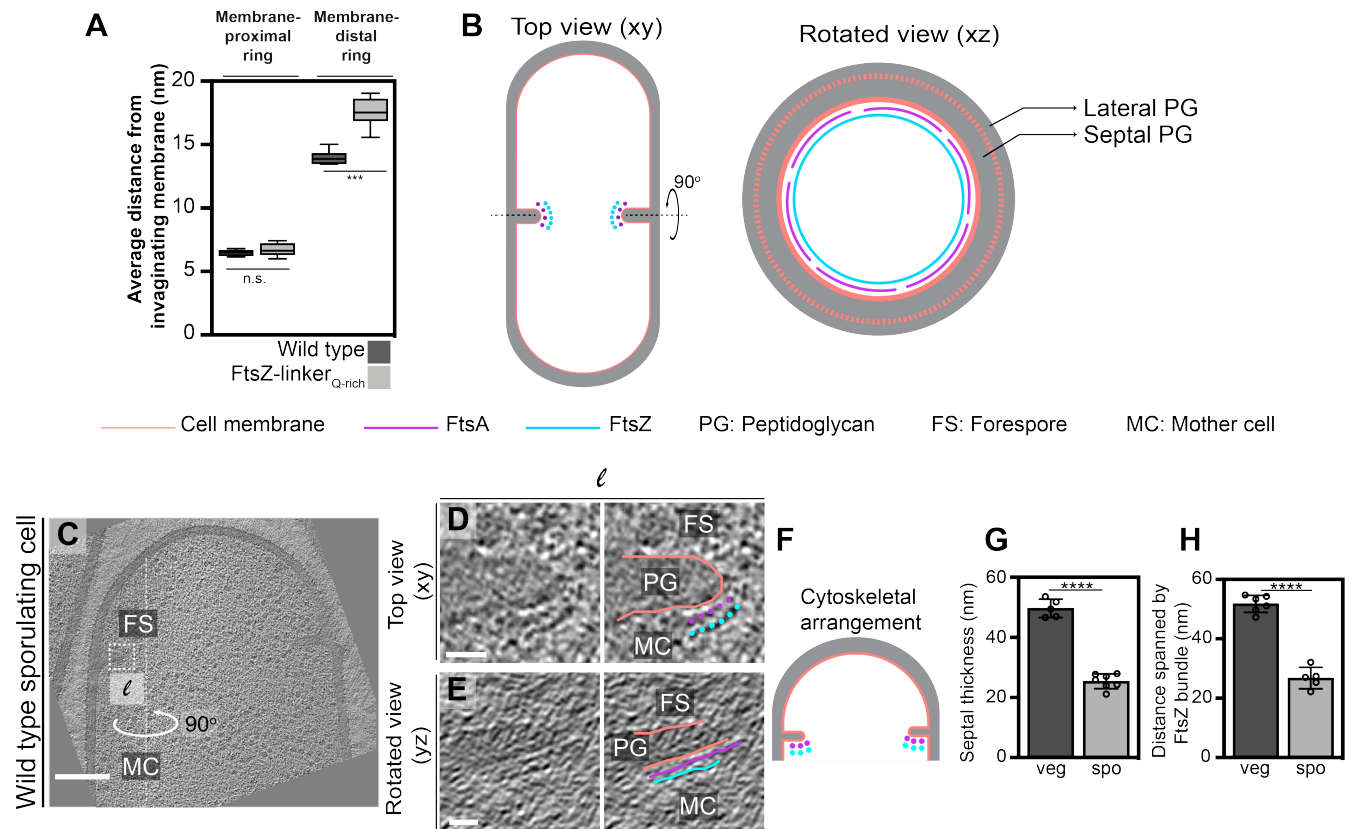 A
Membrane-
proximal
ring
Membrane-
distal
ring
Average distance from
invaginating membrane (nm)
20
15
10
5
0
n.s.
***
Wild type
FtsZ-linker Q-rich
B
Top view (xy)
90o
Rotated view (xz)
Lateral PG
Septal PG
Cell membrane
FtsA
FtsZ
PG: Peptidoglycan
FS: Forespore
MC: Mother cell
Wild type sporulating cell
C
FS
ℓ
90o
MC
ℓ
Top view
(xy)
D
FS
PG
MC
Rotated view
(yz)
E
FS
PG
MC
F
Cytoskeletal
arrangement
G
Septal thickness (nm)
60
40
20
0
****
veg
spo
H
Distance spanned by
FtsZ bundle (nm)
60
40
20
0
****
veg
spo